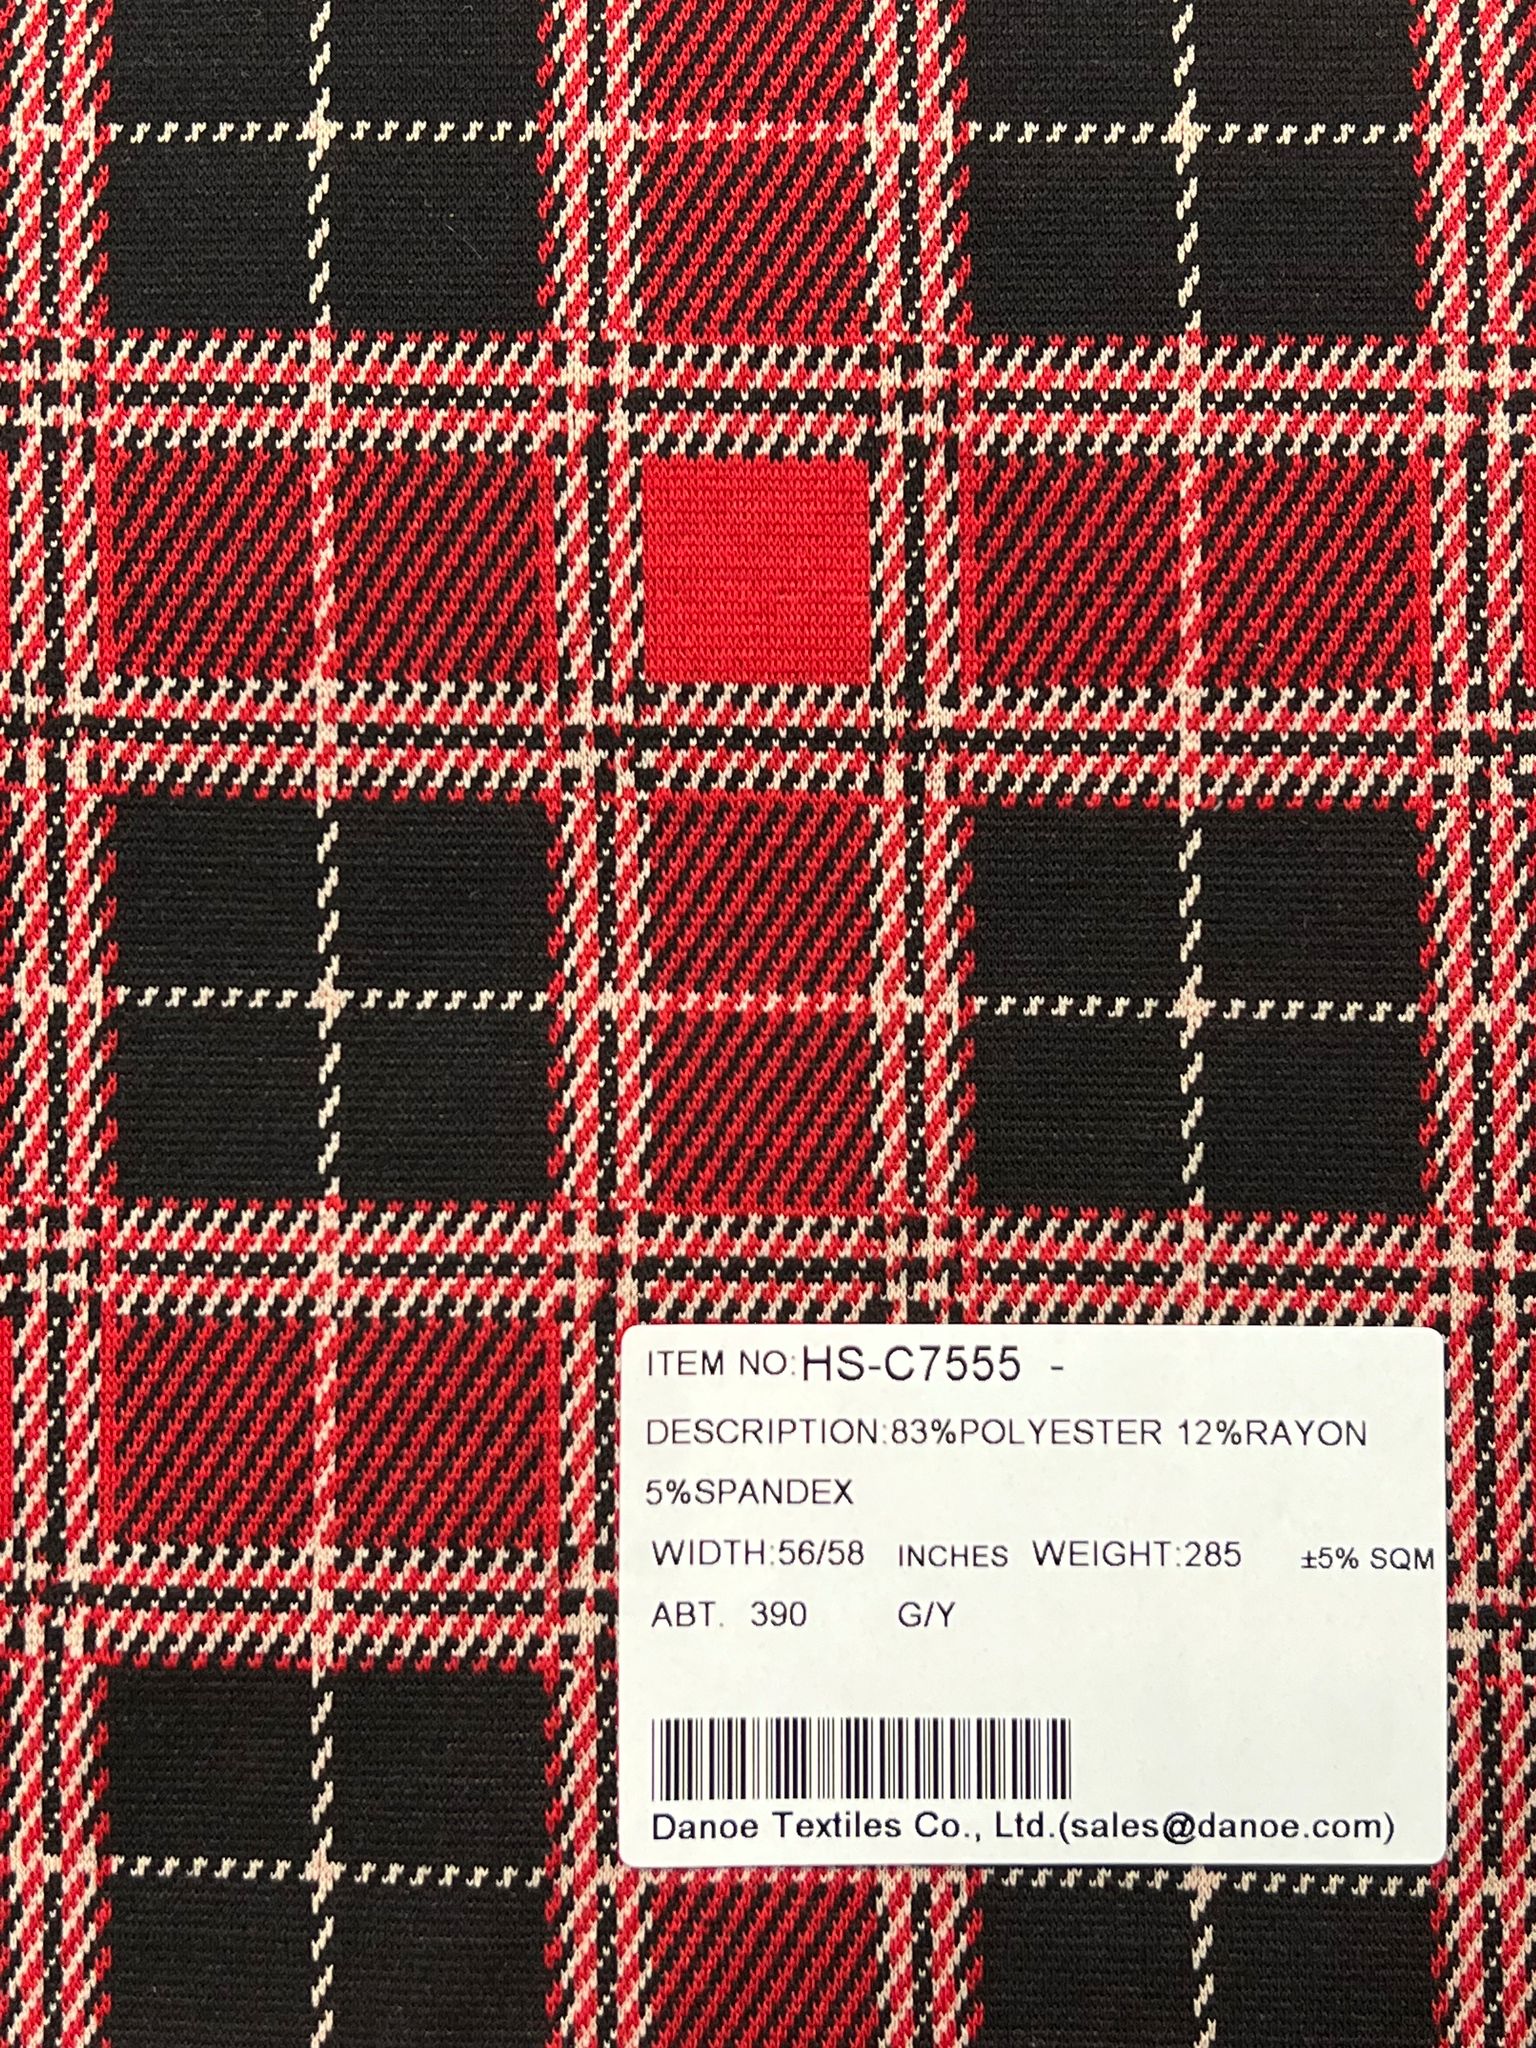 ITEM NO:HS-C7555 -
DESCRIPTION:83%POLYESTER 12%RAYON
5%SPANDEX
WIDTH:56/58 INCHES WEIGHT:285 ±5% SQM
ABT. 390 G/Y
Danoe Textiles Co., Ltd.(sales@danoe.com)